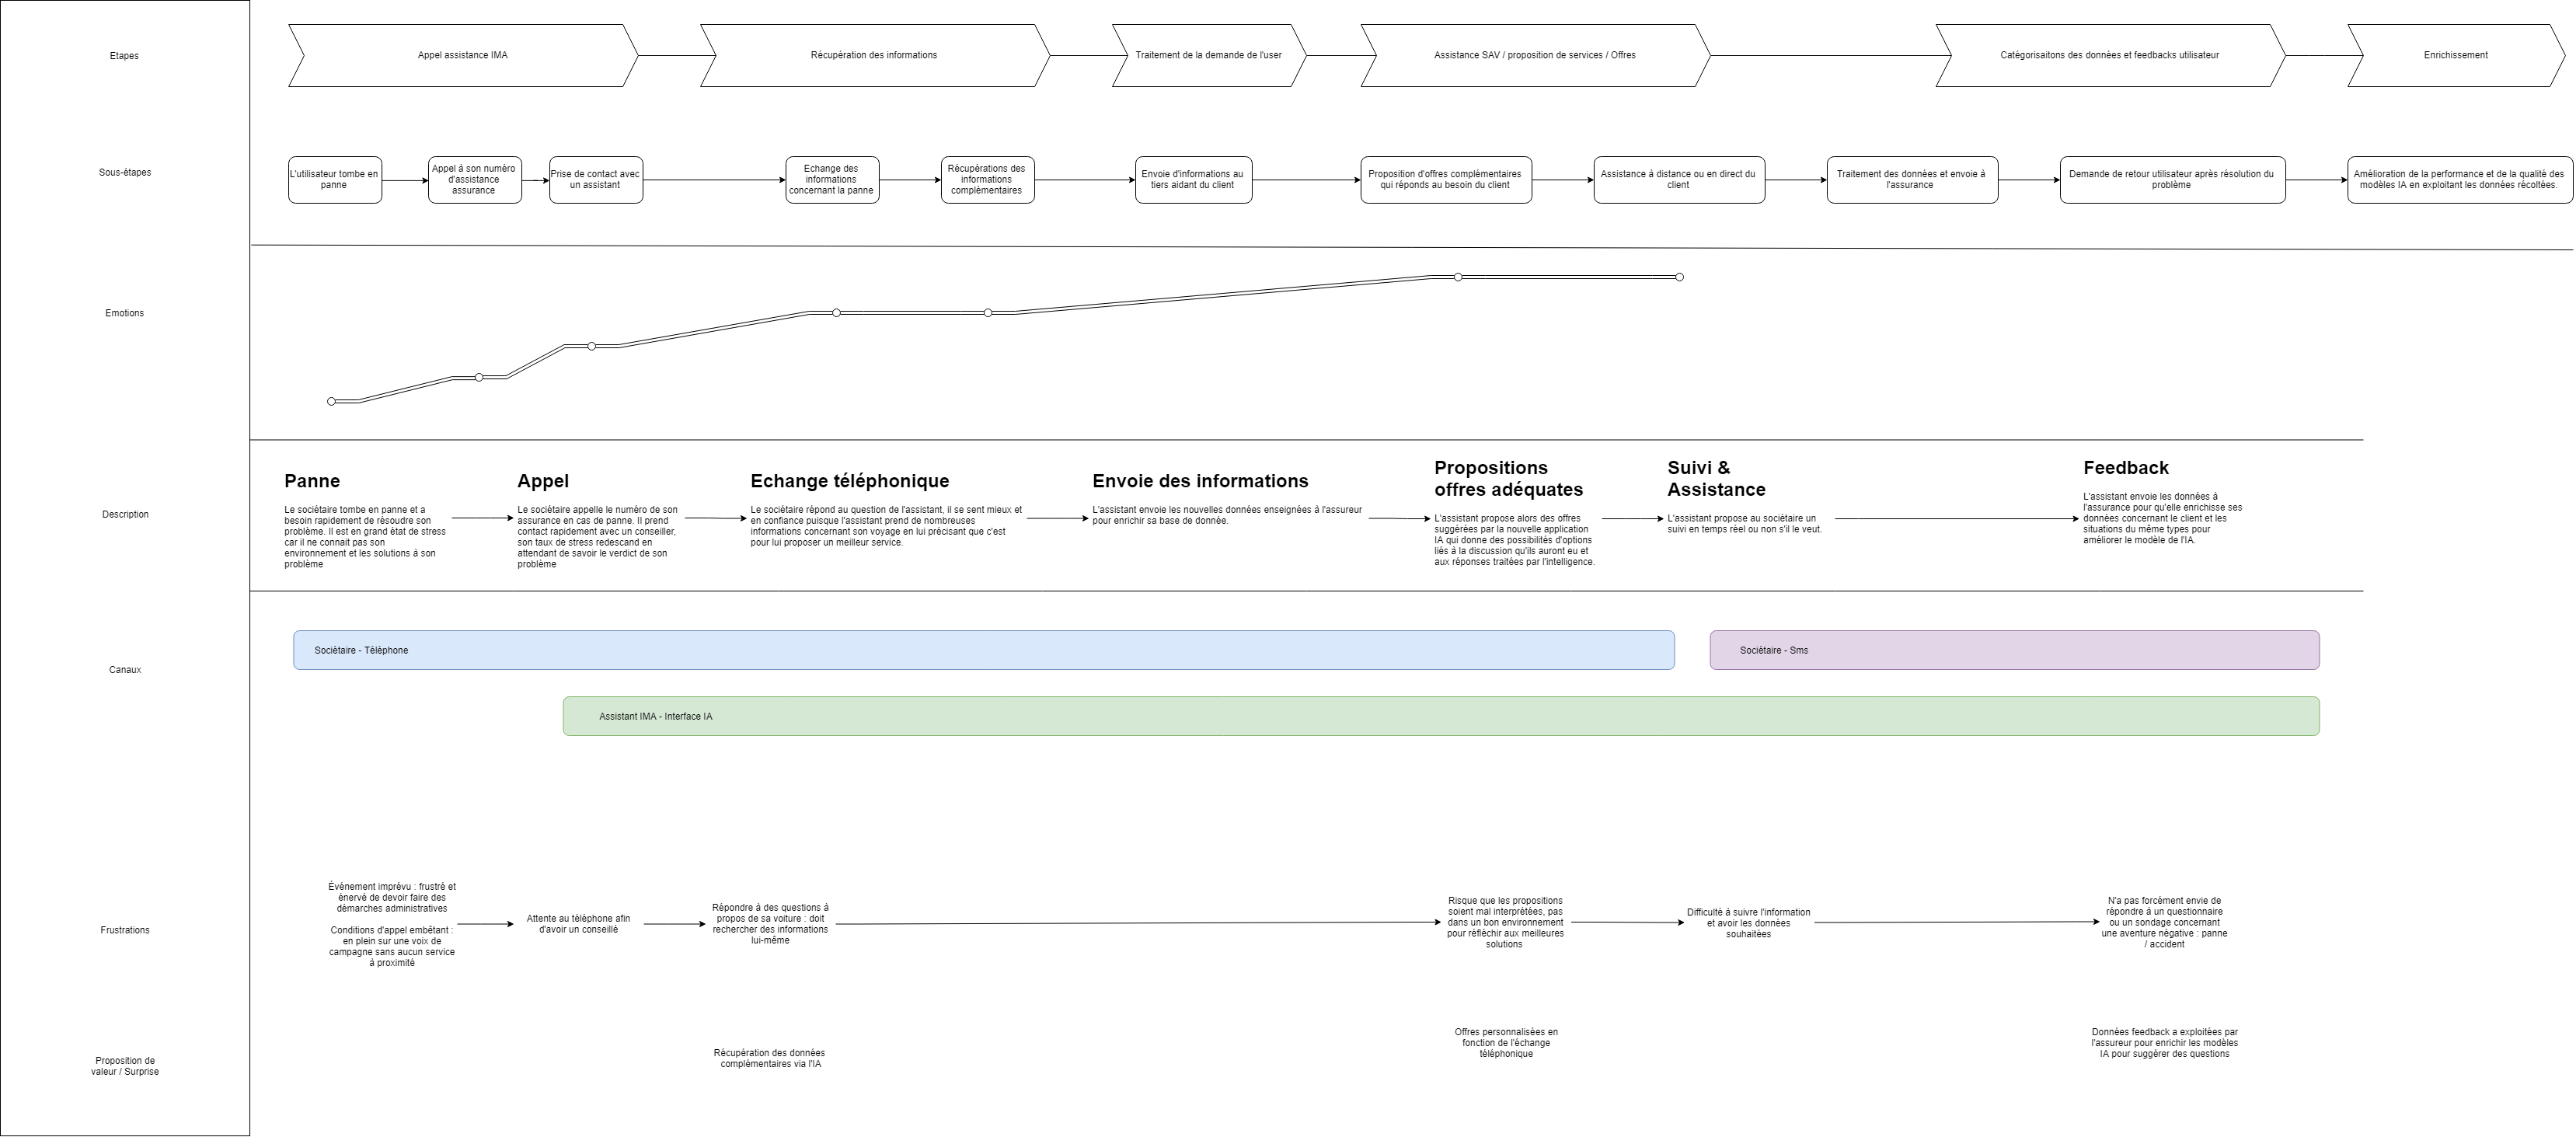 Etapes
Appel assistance IMA
Récupération des informations
Traitement de la demande de l'user
Assistance SAV / proposition de services / Offres
Catégorisaitons des données et feedbacks utilisateur
Enrichissement
Sous-étapes
L'utilisateur tombe en
panne
Appel à son numéro
d'assistance
assurance
Prise de contact avec
un assistant
Echange des
informations
concernant la panne
Récupérations des
informations
complémentaires
Envoie d'informations au
tiers aidant du client
Proposition d'offres complémentaires
qui réponds au besoin du client
Assistance à distance ou en direct du
client
Traitement des données et envoie à
l'assurance
Demande de retour utilisateur après résolution du
problème
Amélioration de la performance et de la qualité des
modèles IA en exploitant les données récoltées.
Emotions
Description
Panne
Le sociétaire tombe en panne et a
besoin rapidement de résoudre son
problème. Il est en grand état de stress
car il ne connait pas son
environnement et les solutions à son
problème
Appel
Le sociétaire appelle le numéro de son
assurance en cas de panne. Il prend
contact rapidement avec un conseiller,
son taux de stress redescand en
attendant de savoir le verdict de son
problème
Echange téléphonique
Le sociétaire répond au question de l'assistant, il se sent mieux et
en confiance puisque l'assistant prend de nombreuses
informations concernant son voyage en lui précisant que c'est
pour lui proposer un meilleur service.
Envoie des informations
L'assistant envoie les nouvelles données enseignées à l'assureur
pour enrichir sa base de donnée.
Propositions
offres adéquates
L'assistant propose alors des offres
suggérées par la nouvelle application
IA qui donne des possibilités d'options
liés à la discussion qu'ils auront eu et
aux réponses traitées par l'intelligence.
Suivi &
Assistance
L'assistant propose au sociétaire un
suivi en temps réel ou non s'il le veut.
Feedback
L'assistant envoie les données à
l'assurance pour qu'elle enrichisse ses
données concernant le client et les
situations du même types pour
améliorer le modèle de l'IA.
Canaux
Sociétaire - Téléphone
Sociétaire - Sms
Assistant IMA - Interface IA
Frustrations
Événement imprévu : frustré et
énervé de devoir faire des
démarches administratives
Conditions d'appel embêtant :
en plein sur une voix de
campagne sans aucun service
à proximité
Attente au téléphone afin
d'avoir un conseillé
Répondre à des questions à
propos de sa voiture : doit
rechercher des informations
lui-même
Risque que les propositions
soient mal interprétées, pas
dans un bon environnement
pour réfléchir aux meilleures
solutions
Difficulté à suivre l'information
et avoir les données
souhaitées
N'a pas forcément envie de
répondre à un questionnaire
ou un sondage concernant
une aventure négative : panne
/ accident
Proposition de
valeur / Surprise
Récupération des données
complémentaires via l'IA
Offres personnalisées en
fonction de l'échange
téléphonique
Données feedback a exploitées par
l'assureur pour enrichir les modèles
IA pour suggérer des questions